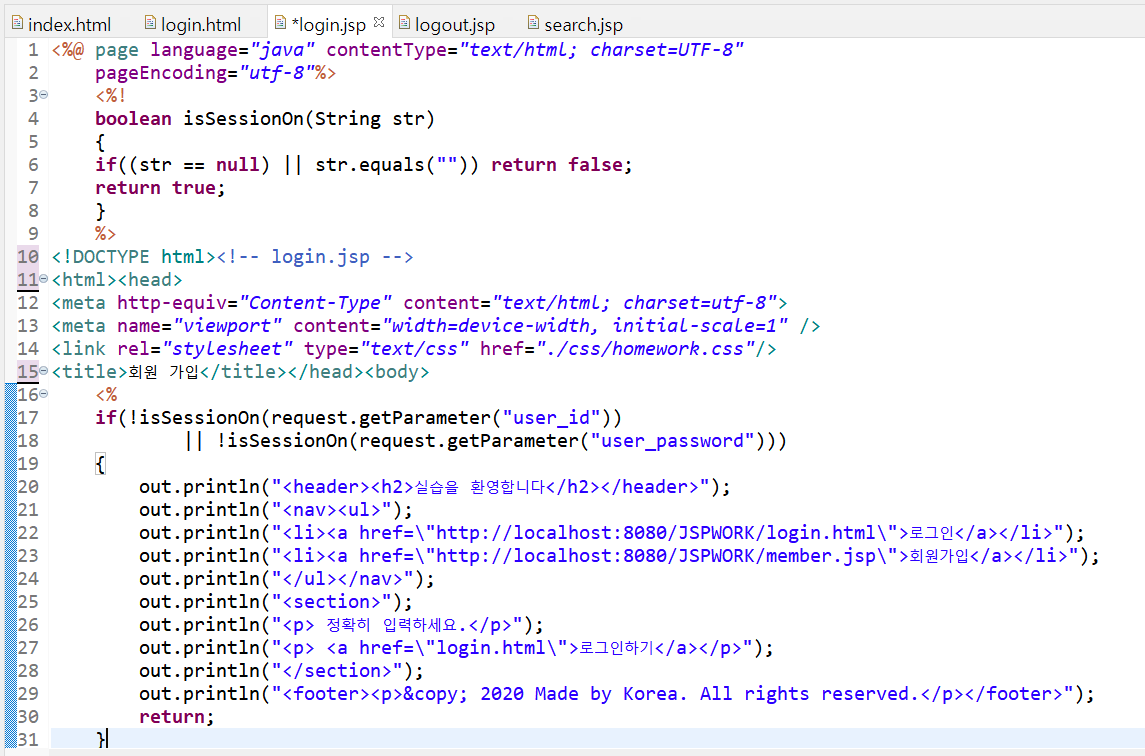 index.html login.html *login.jsp logout.jsp search.jsp
1 <%@ page language="java" contentType="text/html; charset=UTF-8"
2 pageEncoding="utf-8"%>
3 <%!
4 boolean isSessionOn(String str)
5 {
6 if((str == null) || str.equals("")) return false;
7 return true;
8 }
9 %>
10 <!DOCTYPE html><!-- login.jsp -->
11 <html><head>
12 <meta http-equiv="Content-Type" content="text/html; charset=utf-8">
13 <meta name="viewport" content="width=device-width, initial-scale=1" />
14 <link rel="stylesheet" type="text/css" href="./css/homework.css"/>
15 <title>회원 가입</title></head><body>
16 <%
17 if(!isSessionOn(request.getParameter("user_id"))
18 || !isSessionOn(request.getParameter("user_password")))
19 {
20 out.println("<header><h2>실습을 환영합니다</h2></header>");
21 out.println("<nav><ul>");
22 out.println("<li><a href=\"http://localhost:8080/JSPWORK/login.html\">로그인</a></li>");
23 out.println("<li><a href=\"http://localhost:8080/JSPWORK/member.jsp\">회원가입</a></li>");
24 out.println("</ul></nav>");
25 out.println("<section>");
26 out.println("<p> 정확히 입력하세요.</p>");
27 out.println("<p> <a href=\"login.html\">로그인하기</a></p>");
28 out.println("</section>");
29 out.println("<footer><p>&copy; 2020 Made by Korea. All rights reserved.</p></footer>");
30 return;
31 }